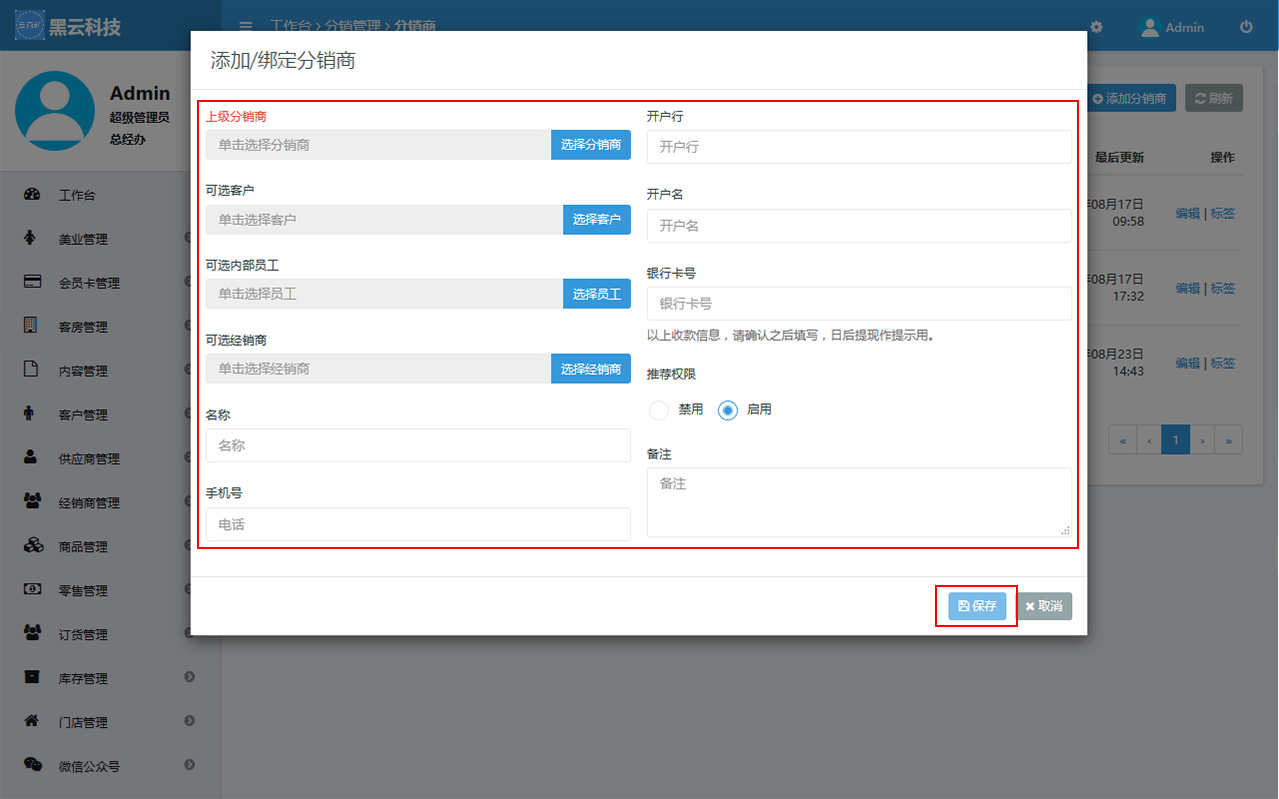 黑云科技
工作台 > 分销管理 > 分销商
Admin
Admin
超级管理员
总经办
工作台
美业管理
会员卡管理
客房管理
内容管理
客户管理
供应商管理
经销商管理
商品管理
零售管理
订货管理
库存管理
门店管理
微信公众号
添加/绑定分销商
上级分销商
单击选择分销商 选择分销商
可选客户
单击选择客户 选择客户
可选内部员工
单击选择员工 选择员工
可选经销商
单击选择经销商 选择经销商
名称
名称
手机号
电话
开户行
开户行
开户名
开户名
银行卡号
银行卡号
以上收款信息，请确认之后填写，日后提现作提示用。
推荐权限
禁用 启用
备注
备注
保存 取消
添加分销商 刷新
最后更新 操作
08月17日
09:58
编辑 | 标签
08月17日
17:32
编辑 | 标签
08月23日
14:43
编辑 | 标签
« ‹ 1 › »